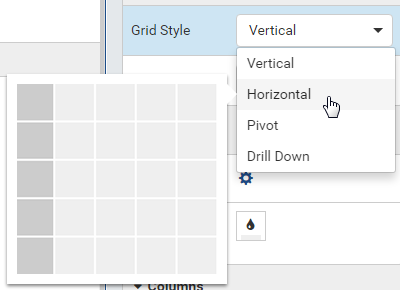 Grid Style
Vertical
Vertical
Horizontal
Pivot
Drill Down
Columns